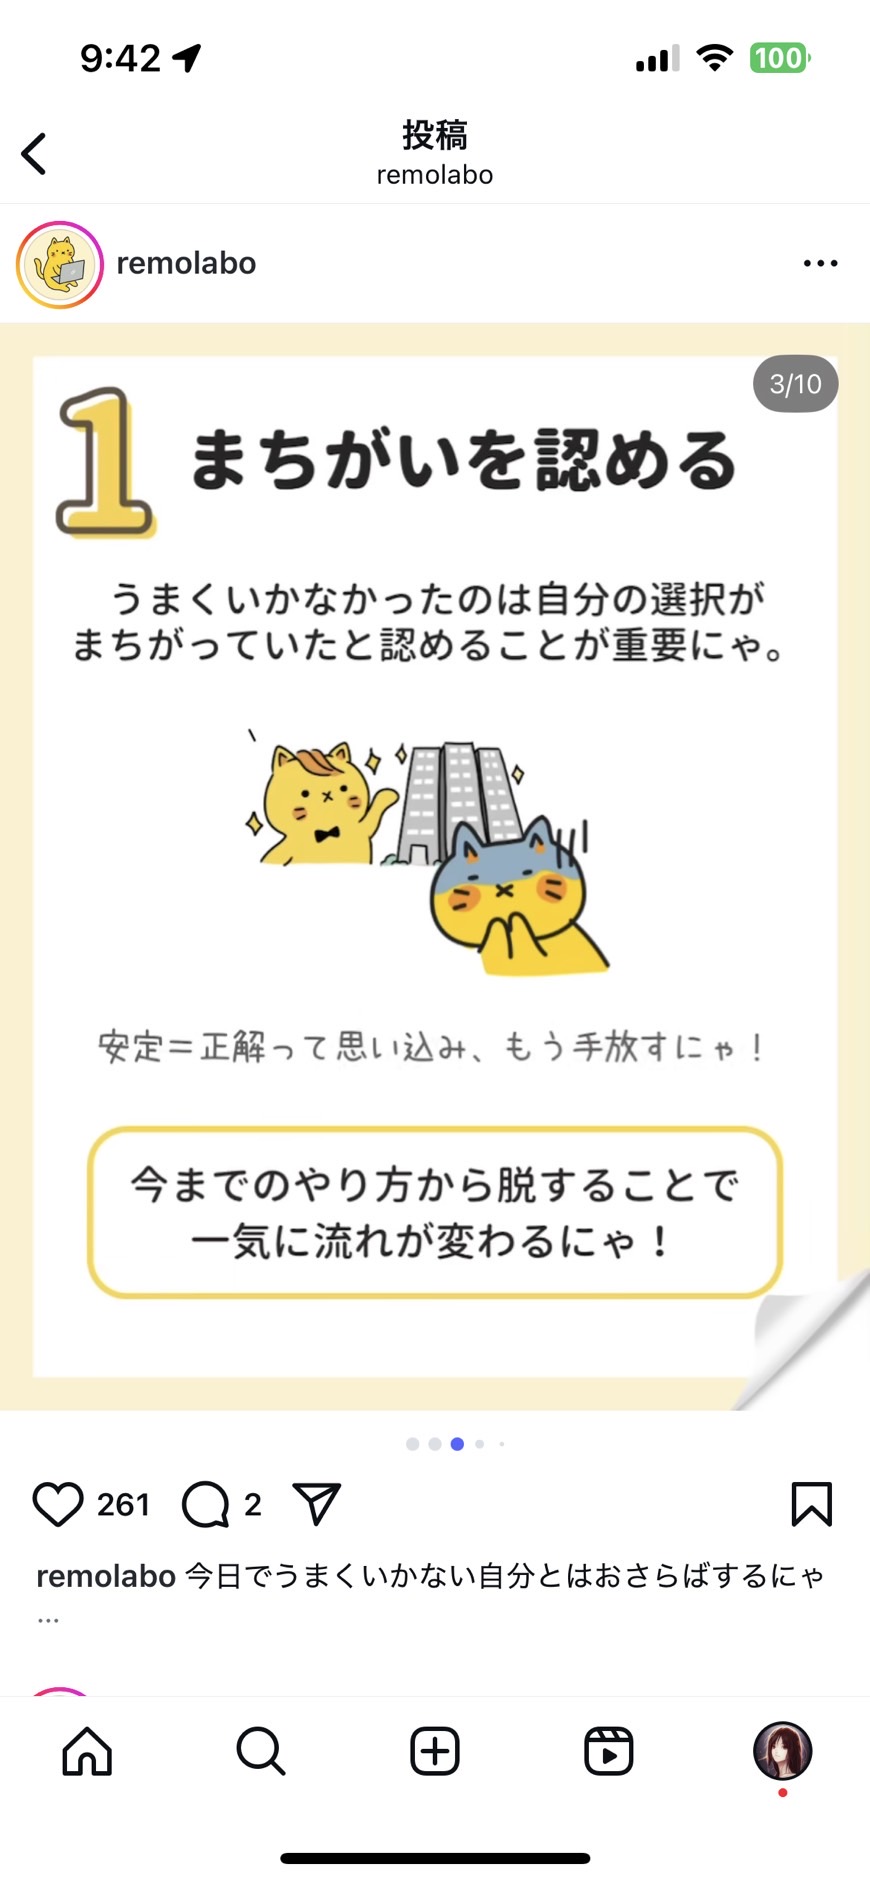 9:42
100
投稿
remolabo
remolabo
3/10
1 まちがいを認める
うまくいかなかったのは自分の選択が
まちがっていたと認めることが重要にゃ。
安定＝正解って思い込み、もう手放すにゃ！
今までのやり方から脱することで
一気に流れが変わるにゃ！
261 2
remolabo 今日でうまくいかない自分とはおさらばするにゃ
...